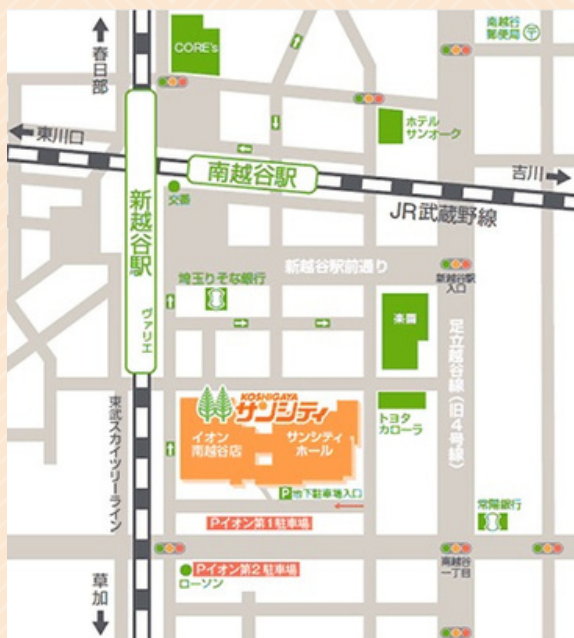 春日部
CORE's
南越谷
郵便局
東川口
ホテル
サンオーク
南越谷駅
吉川
交番
JR武蔵野線
新越谷駅
ヴァリエ
新越谷駅前通り
新越谷駅
入口
埼玉りそな銀行
楽園
足立越谷線(旧4号線)
KOSHIGAYA
サンシティ
イオン
南越谷店
サンシティ
ホール
トヨタ
カローラ
東武スカイツリーライン
P 地下駐車場入口
常陽銀行
Pイオン第1駐車場
南越谷
一丁目
Pイオン第2駐車場
ローソン
草加